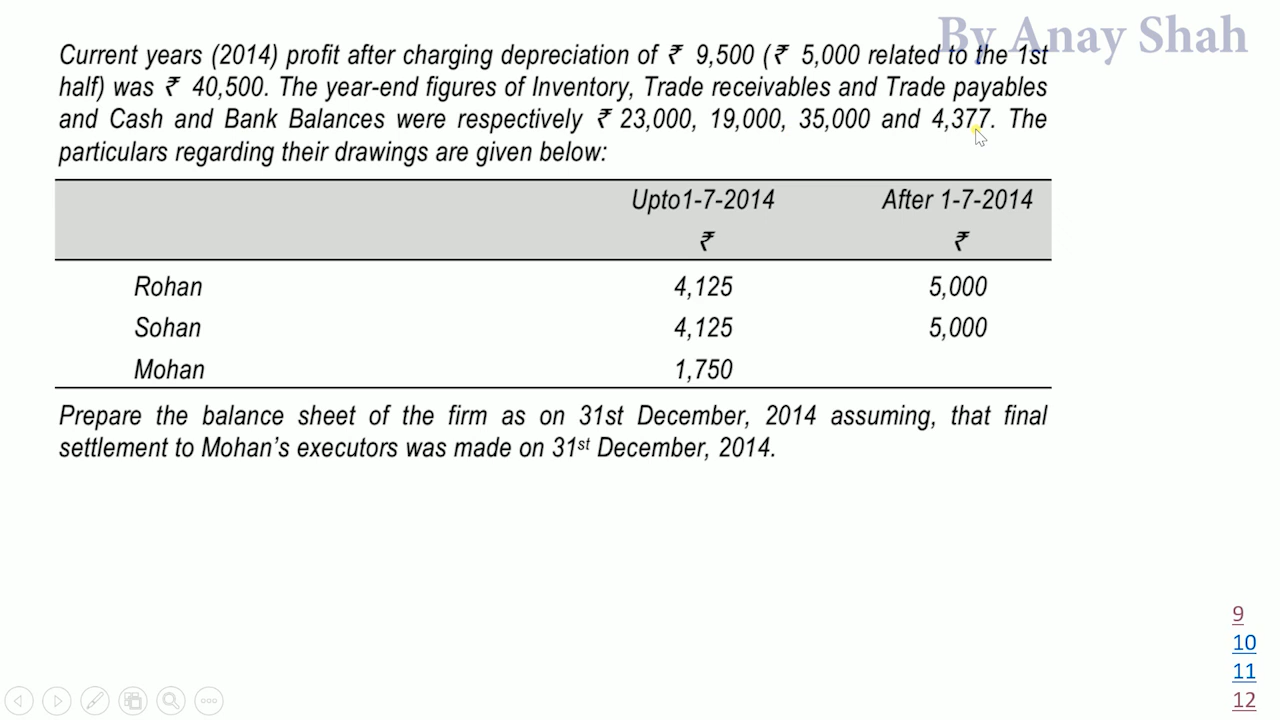 By Anay Shah
Current years (2014) profit after charging depreciation of ₹ 9,500 (₹ 5,000 related to the 1st
half) was ₹ 40,500. The year-end figures of Inventory, Trade receivables and Trade payables
and Cash and Bank Balances were respectively ₹ 23,000, 19,000, 35,000 and 4,377. The
particulars regarding their drawings are given below:
Upto1-7-2014 After 1-7-2014
₹ ₹
Rohan 4,125 5,000
Sohan 4,125 5,000
Mohan 1,750
Prepare the balance sheet of the firm as on 31st December, 2014 assuming, that final
settlement to Mohan's executors was made on 31st December, 2014.
9
10
11
12